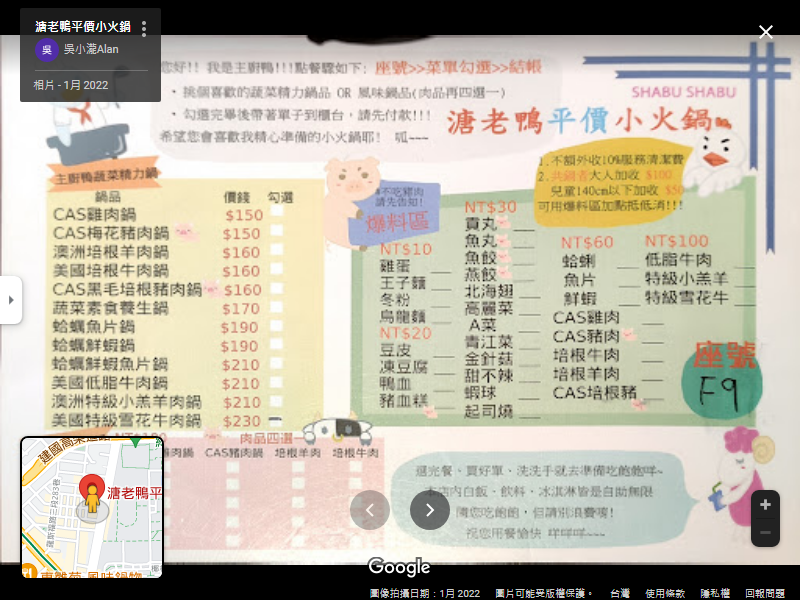 溏老鴨平價小火鍋
吳 吳小瀧Alan
相片 - 1月 2022
您好!! 我是主廚鴨!!!點餐驟如下: 座號>>菜單勾選>>結帳
・挑個喜歡的蔬菜精力鍋品 OR 風味鍋品(肉品再四選一)
・勾選完畢後帶著單子到櫃台，請先付款!!!
希望您會喜歡我精心準備的小火鍋耶! 呱~~~
SHABU SHABU
溏老鴨平價小火鍋
1.不額外收10%服務清潔費
2.共鍋者大人加收 $100
兒童140cm以下加收 $50
可用爆料區加點抵低消!!!
主廚鴨蔬菜精力鍋
鍋品 價錢 勾選
CAS雞肉鍋 $150
CAS梅花豬肉鍋 $150
澳洲培根羊肉鍋 $160
美國培根牛肉鍋 $160
CAS黑毛培根豬肉鍋 $160
蔬菜素食養生鍋 $170
蛤蠣魚片鍋 $190
蛤蠣鮮蝦鍋 $190
蛤蠣鮮蝦魚片鍋 $210
美國低脂牛肉鍋 $210
澳洲特級小羔羊肉鍋 $210
美國特級雪花牛肉鍋 $230
不吃豬肉
請先告知!
爆料區
NT$10
雞蛋
王子麵
冬粉
烏龍麵
NT$20
豆皮
凍豆腐
鴨血
豬血糕
NT$30
貢丸
魚丸
魚餃
燕餃
北海翅
高麗菜
A菜
青江菜
金針菇
甜不辣
蝦球
起司燒
NT$60
蛤蜊
魚片
鮮蝦
CAS雞肉
CAS豬肉
培根牛肉
培根羊肉
CAS培根豬
NT$100
低脂牛肉
特級小羔羊
特級雪花牛
座號
F9
肉品四選一
雞肉鍋 CAS豬肉鍋 培根羊肉 培根牛肉
選完餐、買好單、洗洗手就去準備吃飽飽咩~
本店內白飯、飲料、冰淇淋皆是自助無限
隨您吃飽飽，但請別浪費嘍!
祝您用餐愉快 咩咩咩~~~
建國高架道路
羅斯福路三段283巷
溏老鴨平
Google
圖像拍攝日期：1月 2022 圖片可能受版權保護。 台灣 使用條款 隱私權 回報問題